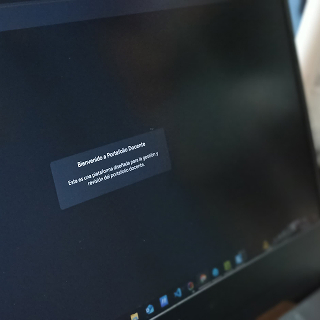 Bienvenido a Portafolio Docente
Esta es una plataforma diseñada para la gestión y
revisión del portafolio docente.